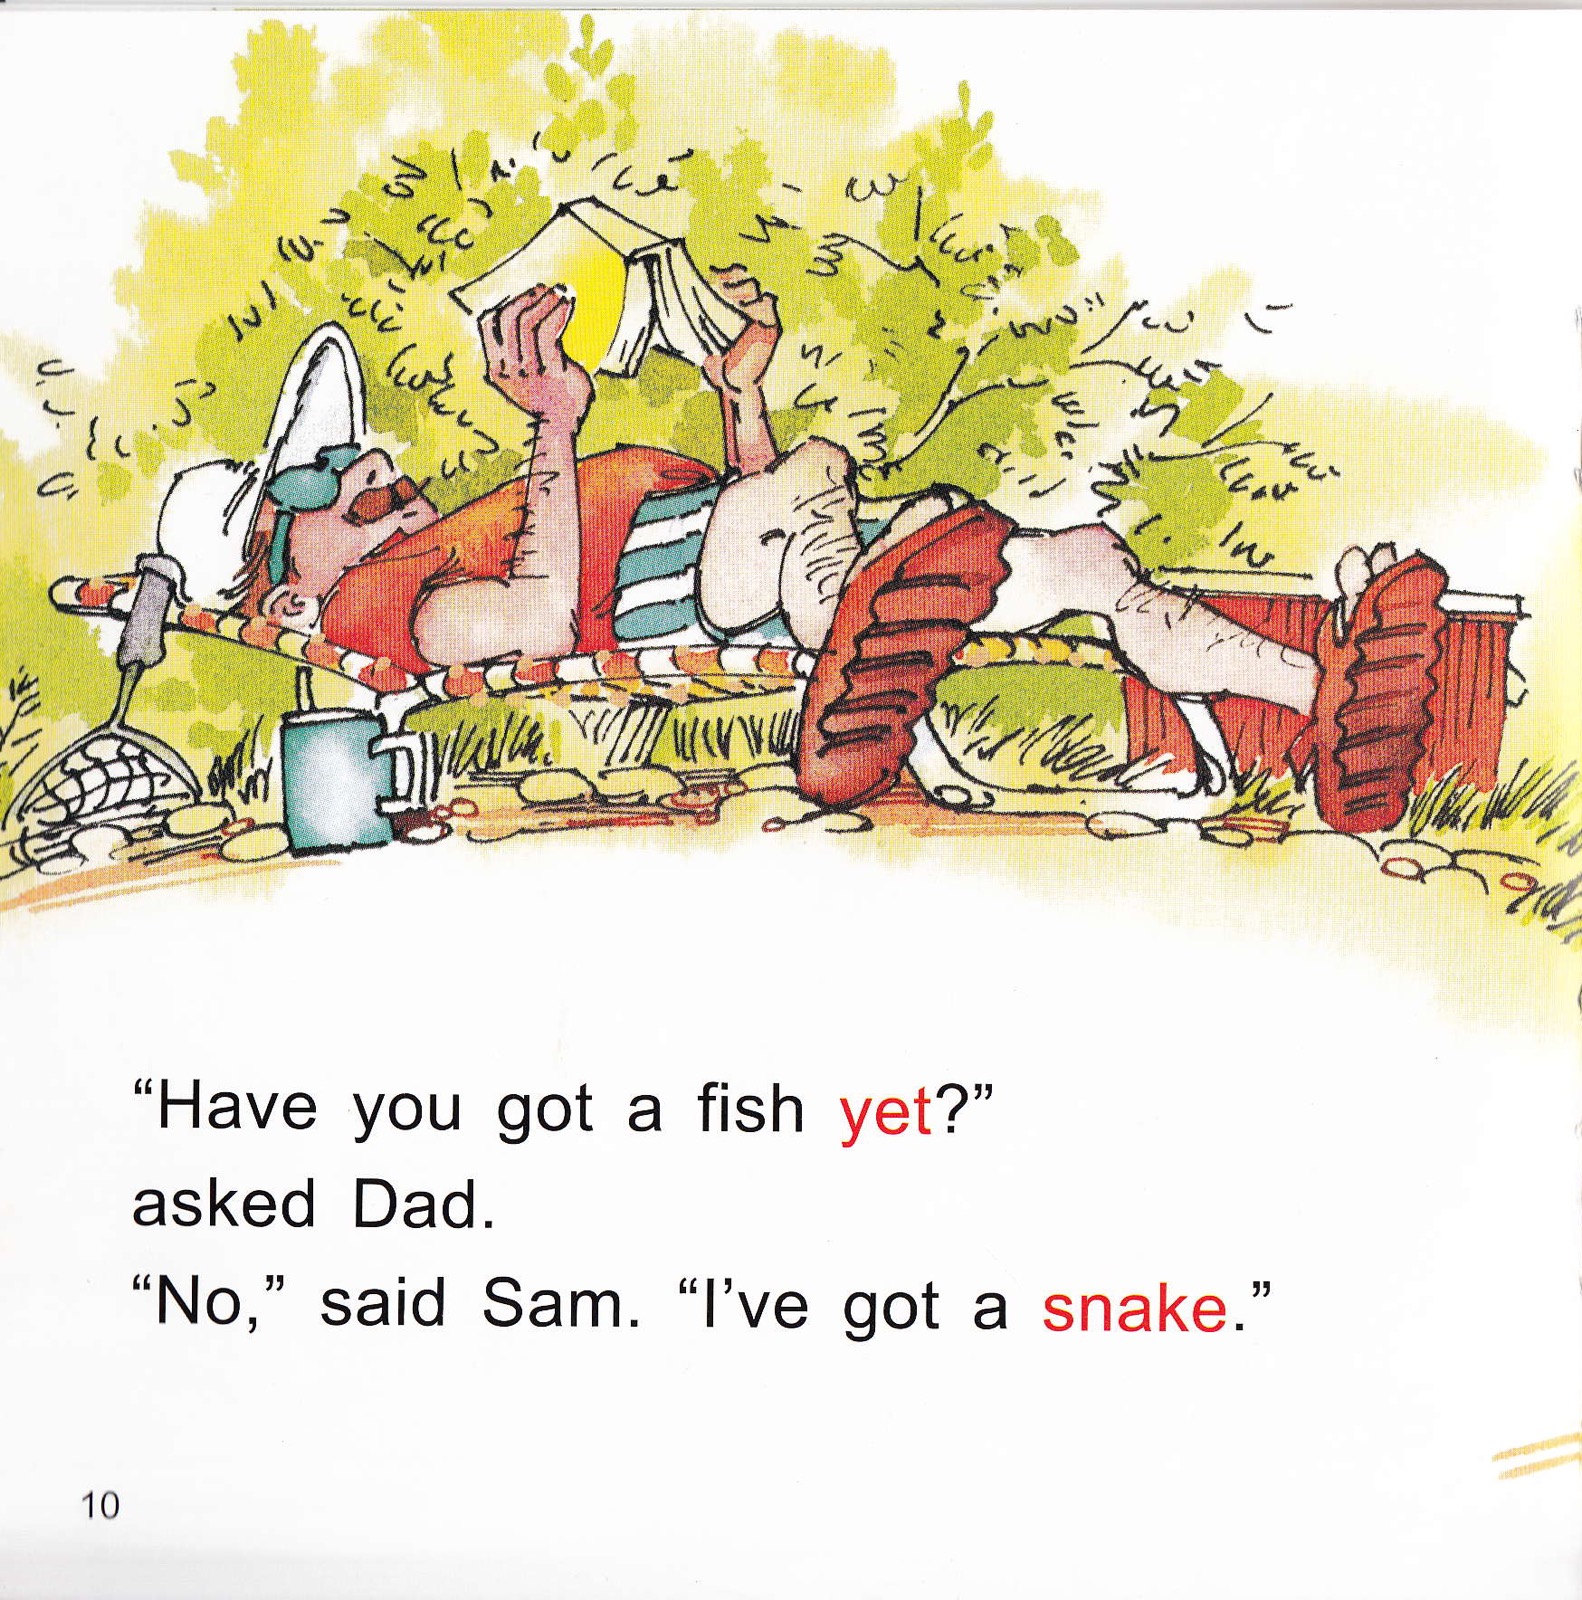 “Have you got a fish yet?”
asked Dad.
“No,” said Sam. “I’ve got a snake.”
10